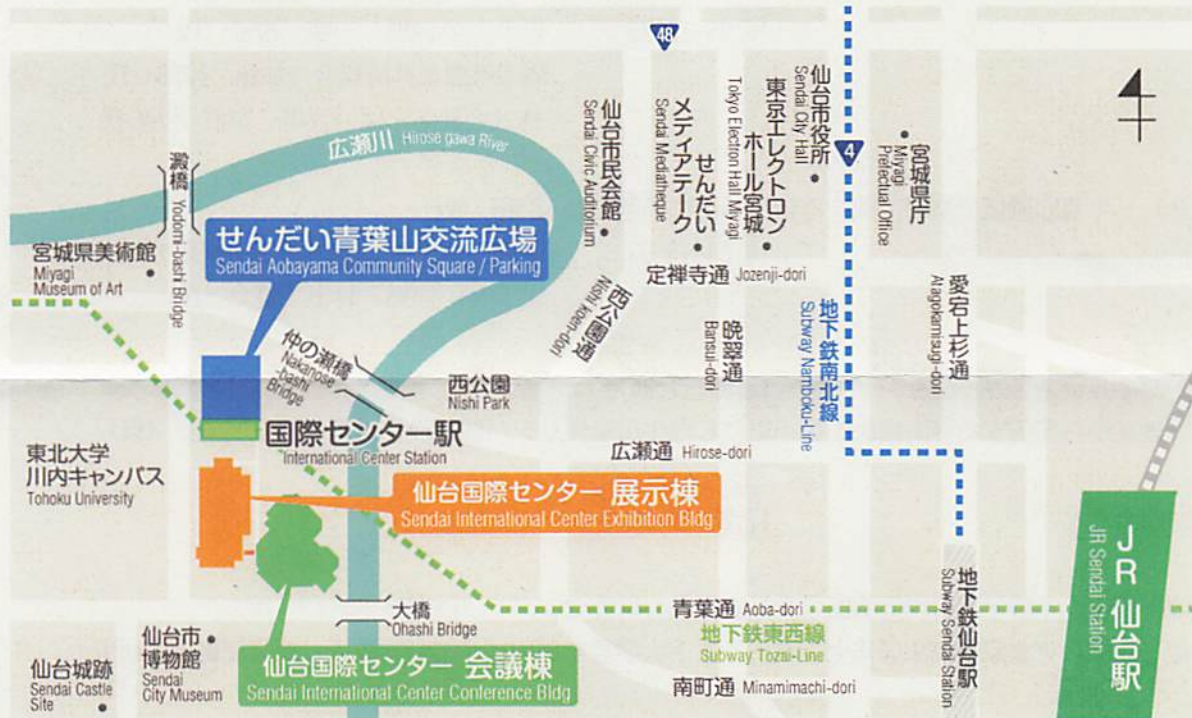 48
4
広瀬川 Hirose gawa River
澱橋 Yodomi-bashi Bridge
宮城県美術館
Miyagi
Museum of Art
せんだい青葉山交流広場
Sendai Aobayama Community Square / Parking
仙台市民会館
Sendai Civic Auditorium
せんだい
メディアテーク
Sendai Mediatheque
東京エレクトロン
ホール宮城
Tokyo Electron Hall Miyagi
仙台市役所
Sendai City Hall
宮城県庁
Miyagi
Prefectual Office
定禅寺通 Jozenji-dori
西公園通
Nishi koen-dori
晩翠通
Bansui-dori
地下鉄南北線
Subway Namboku-Line
愛宕上杉通
Atagokamisugi-dori
仲の瀬橋
Nakanose
-bashi
Bridge
西公園
Nishi Park
国際センター駅
International Center Station
広瀬通 Hirose-dori
東北大学
川内キャンパス
Tohoku University
仙台国際センター 展示棟
Sendai International Center Exhibition Bldg
JR 仙台駅
JR Sendai Station
地下鉄仙台駅
Subway Sendai Station
大橋
Ohashi Bridge
青葉通 Aoba-dori
地下鉄東西線
Subway Tozai-Line
南町通 Minamimachi-dori
仙台市
博物館
Sendai
City Museum
仙台城跡
Sendai Castle
Site
仙台国際センター 会議棟
Sendai International Center Conference Bldg